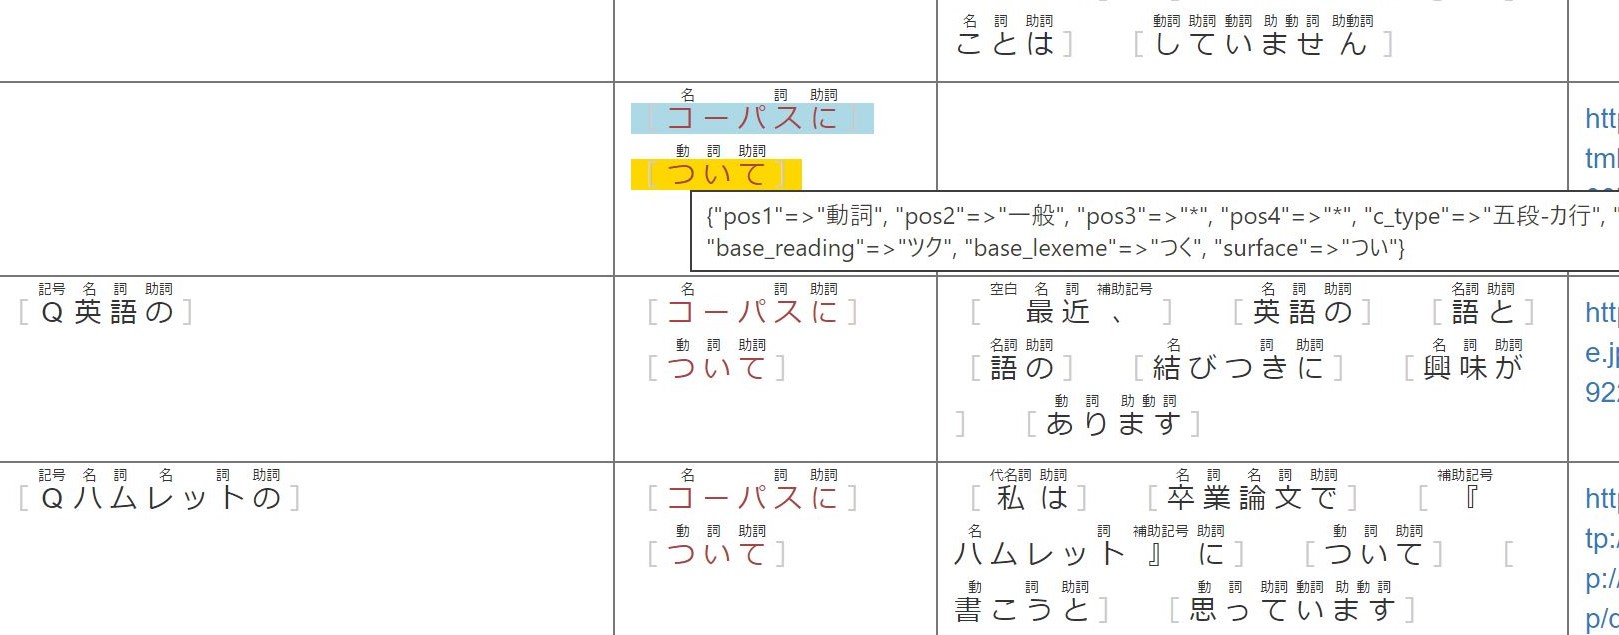 名詞 助詞
ことは］ ［していません］
動詞 助詞 動詞 助動詞 助動詞
名詞 助詞
［コーパスに］
動詞 助詞
［ついて］
http
tml
{"pos1"=>"動詞", "pos2"=>"一般", "pos3"=>"*", "pos4"=>"*", "c_type"=>"五段-カ行", "
"base_reading"=>"ツク", "base_lexeme"=>"つく", "surface"=>"つい"}
記号 名詞 助詞
［Q英語の］
名詞 助詞
［コーパスに］
動詞 助詞
［ついて］
空白 名詞 補助記号 名詞 助詞 名詞 助詞
［ 最近、 ］ ［英語の］ ［語と］
名詞 助詞 名詞 助詞 名詞 助詞
［語の］ ［結びつきに］ ［興味が
動詞 助動詞
］ ［あります］
http
e.jp
922
記号 名詞 名詞 助詞
［Qハムレットの］
名詞 助詞
［コーパスに］
動詞 助詞
［ついて］
代名詞 助詞 名詞 名詞 助詞 補助記号
［私は］ ［卒業論文で］ ［『
名詞 補助記号 助詞 動詞 助詞
ハムレット』に］ ［ついて］ ［
動詞 助詞 動詞 助詞 動詞 助動詞
書こうと］ ［思っています］
http
tp:/
p:/
p/c